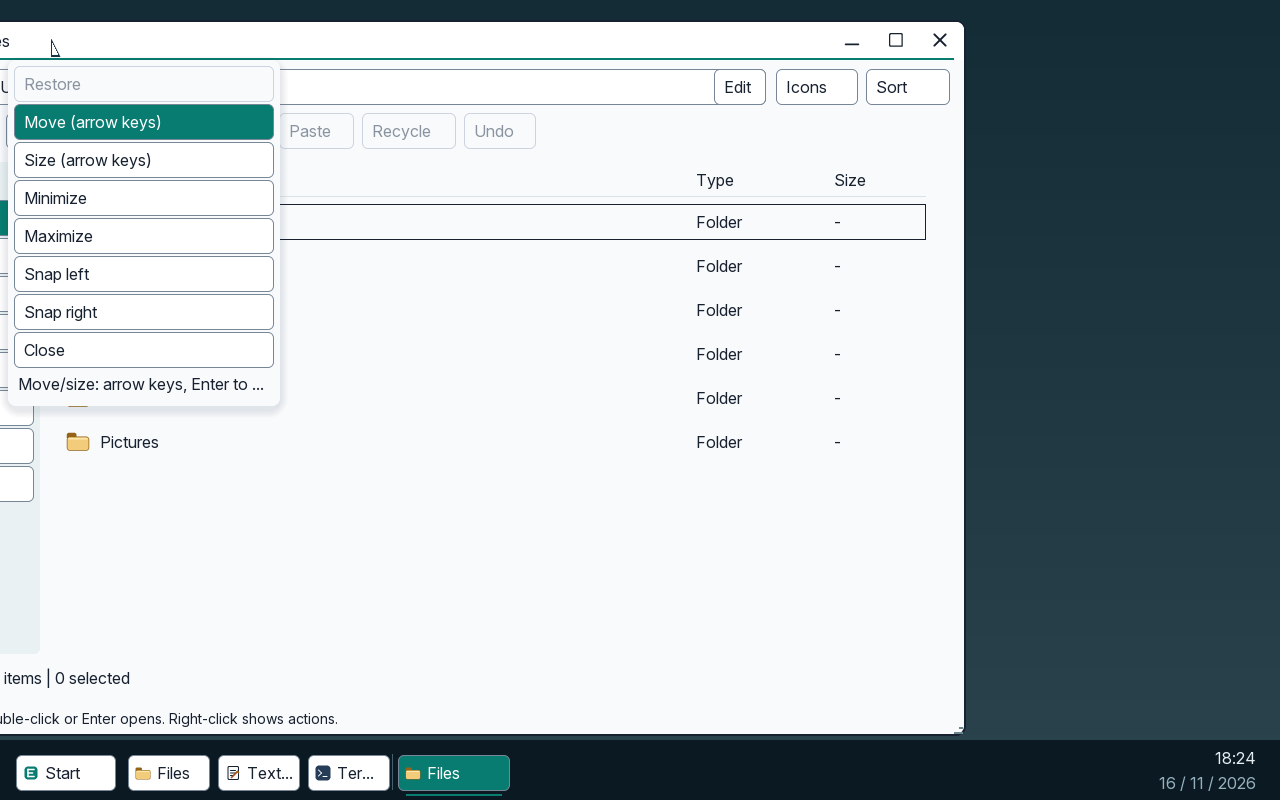 es
Restore
Move (arrow keys)
Size (arrow keys)
Minimize
Maximize
Snap left
Snap right
Close
Move/size: arrow keys, Enter to ...
U
Edit
Icons
Sort
Paste
Recycle
Undo
Type
Size
Folder
-
Folder
-
Folder
-
Folder
-
Folder
-
Pictures
Folder
-
items | 0 selected
uble-click or Enter opens. Right-click shows actions.
Start
Files
Text...
Ter...
Files
18:24
16 / 11 / 2026